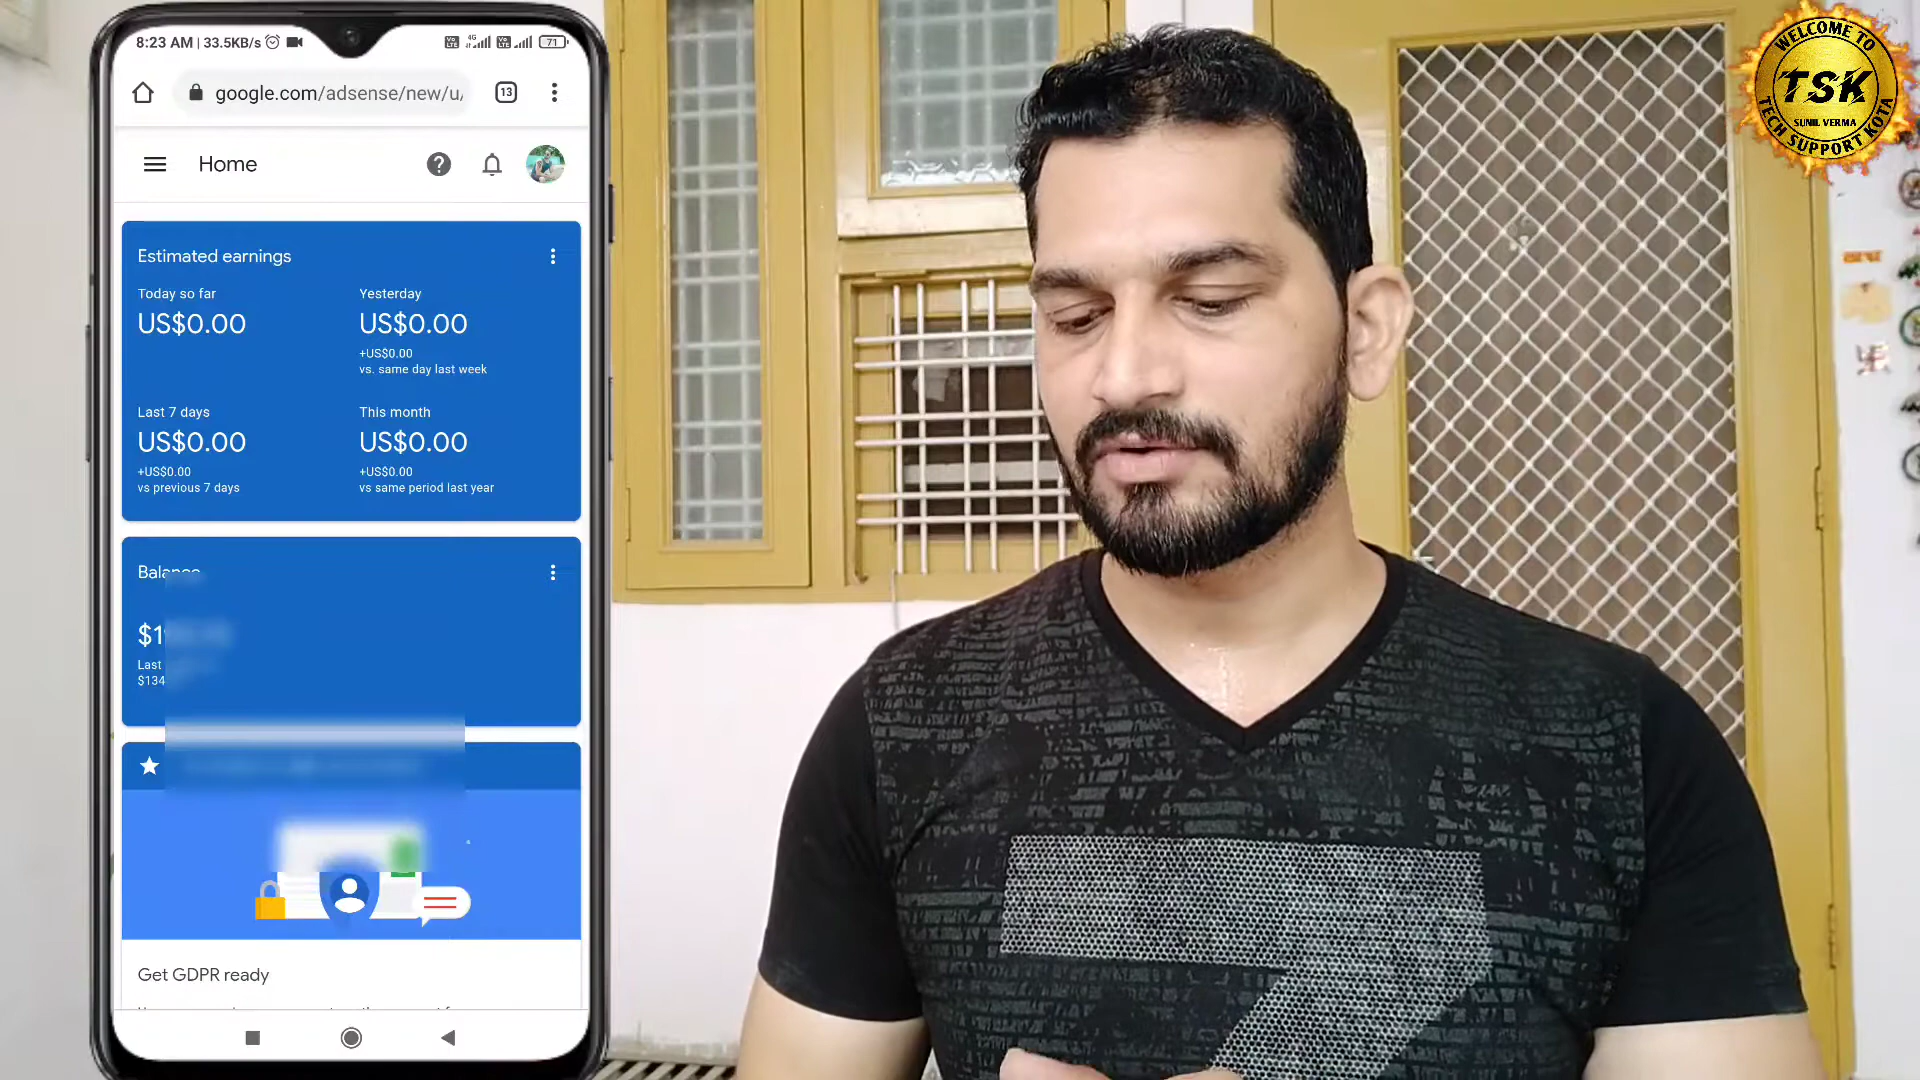 8:23 AM | 33.5KB/s
4G
71
google.com/adsense/new/u/
13
Home
Estimated earnings
Today so far
US$0.00
Yesterday
US$0.00
+US$0.00
vs. same day last week
Last 7 days
US$0.00
+US$0.00
vs previous 7 days
This month
US$0.00
+US$0.00
vs same period last year
Balance
$1
Last
$134
Get GDPR ready
WELCOME TO
TSK
SUNIL VERMA
TECH SUPPORT KOTA